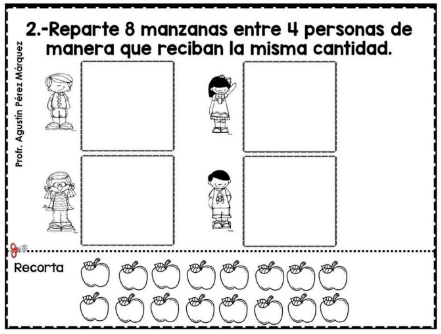 2.-Reparte 8 manzanas entre 4 personas de
manera que reciban la misma cantidad.
Profr. Agustín Pérez Márquez
Recorta